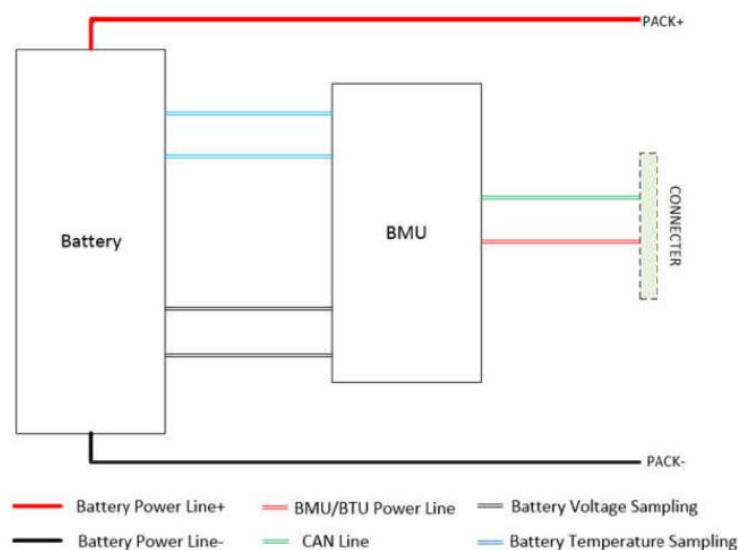 PACK+
Battery
BMU
CONNECTER
PACK-
Battery Power Line+
BMU/BTU Power Line
Battery Voltage Sampling
Battery Power Line-
CAN Line
Battery Temperature Sampling